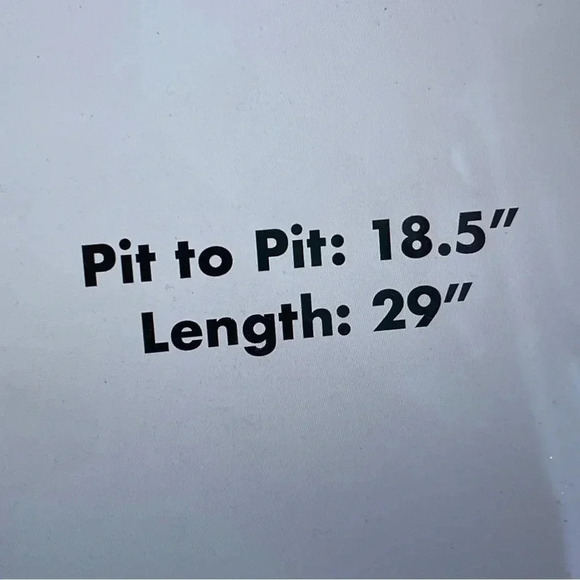 Pit to Pit: 18.5"
Length: 29"